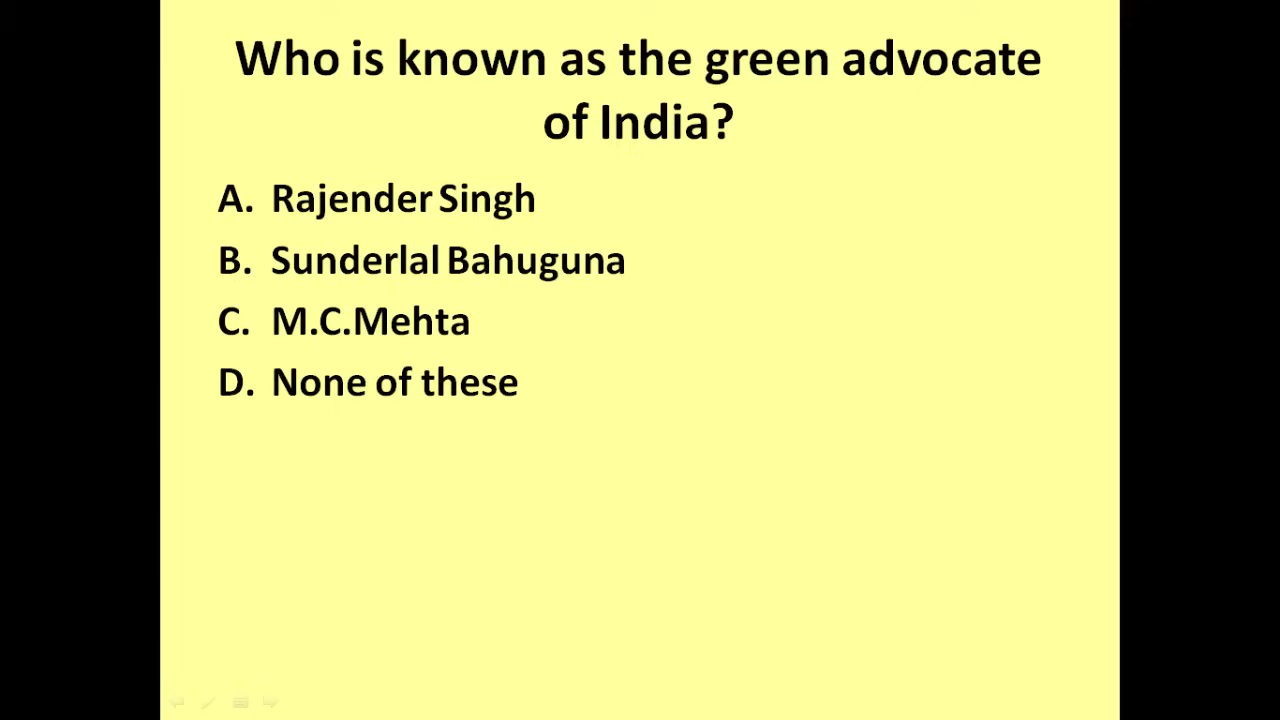 Who is known as the green advocate
of India?
A. Rajender Singh
B. Sunderlal Bahuguna
C. M.C.Mehta
D. None of these